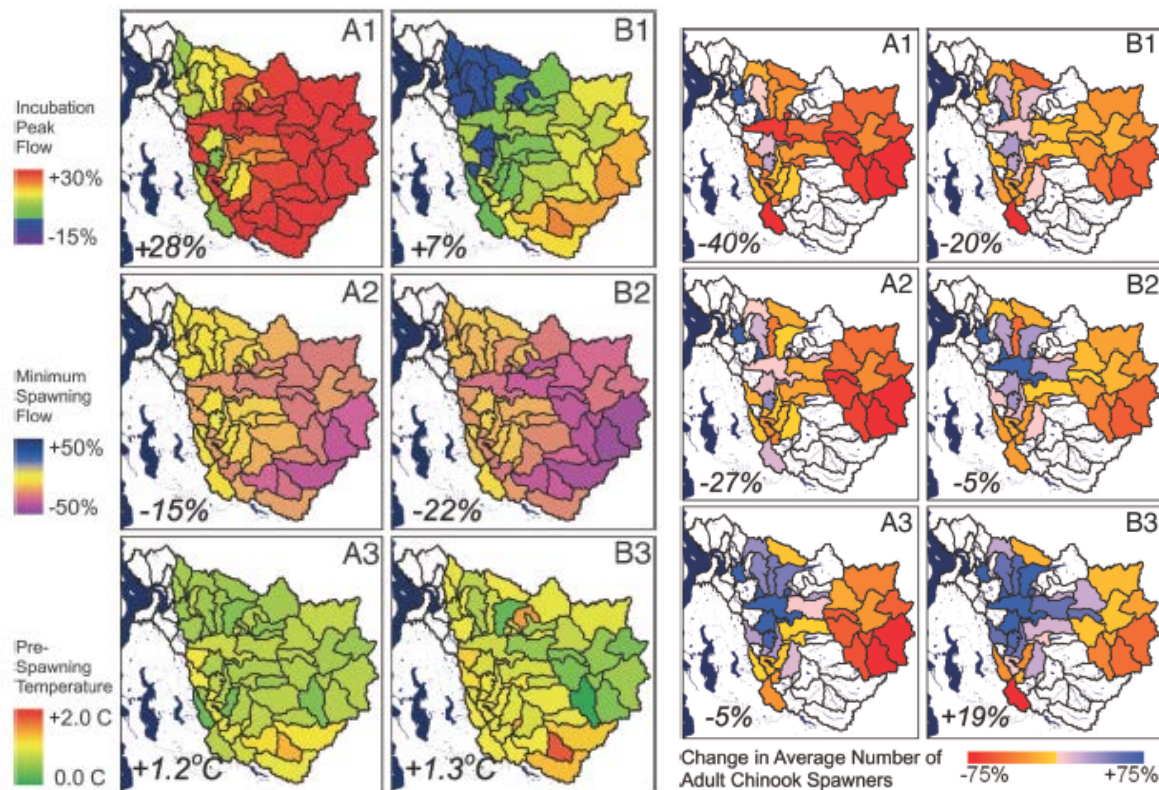 A1
B1
Incubation
Peak
Flow
+30%
-15%
+28%
+7%
A2
B2
Minimum
Spawning
Flow
+50%
-50%
-15%
-22%
A3
B3
Pre-
Spawning
Temperature
+2.0 C
0.0 C
+1.2°C
+1.3°C
A1
B1
-40%
-20%
A2
B2
-27%
-5%
A3
B3
-5%
+19%
Change in Average Number of
Adult Chinook Spawners
-75%
+75%